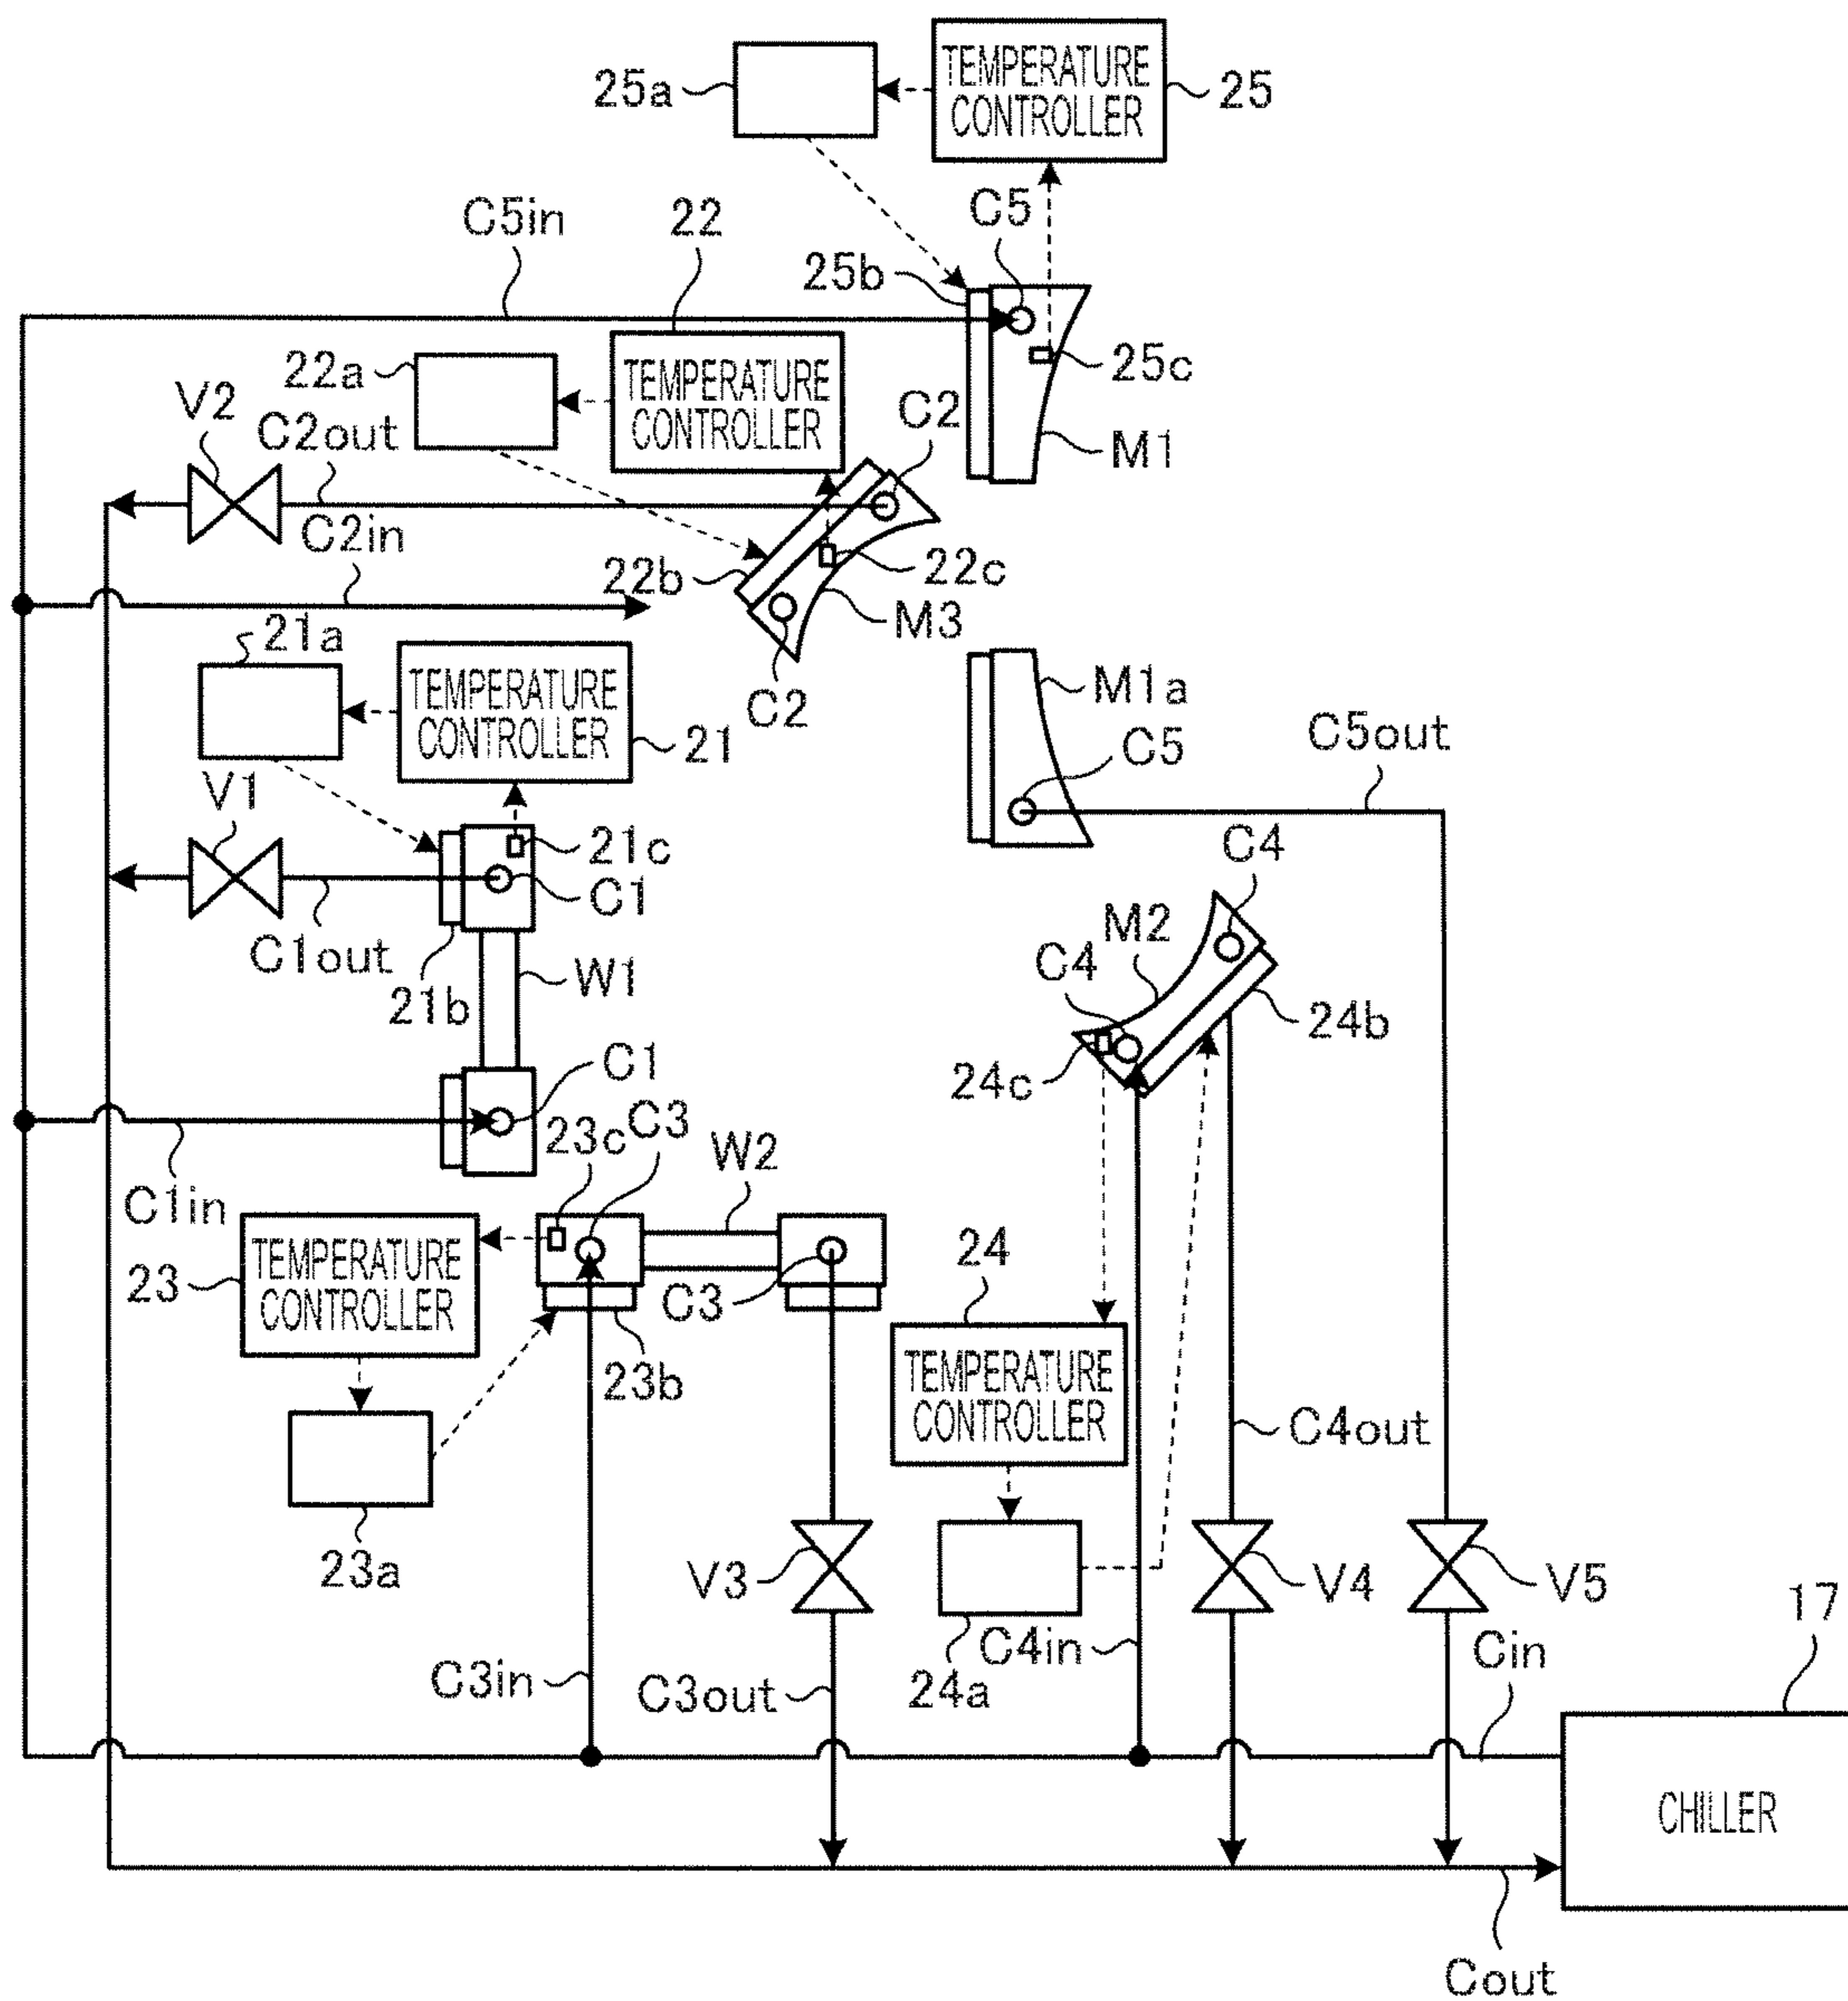 TEMPERATURE
CONTROLLER
25a
25
C5in
22
C5
25b
22a
TEMPERATURE
CONTROLLER
25c
V2
C2out
C2
M1
C2in
22b
22c
M3
21a
TEMPERATURE
CONTROLLER
C2
M1a
21
C5
C5out
V1
21c
C1
C4
C1out
M2
C4
21b
W1
24b
24c
C1
23c
C3
W2
C1in
TEMPERATURE
CONTROLLER
23
C3
24
23b
TEMPERATURE
CONTROLLER
C4out
23a
V3
V4
V5
17
C3in
C3out
24a
C4in
Cin
CHILLER
Cout